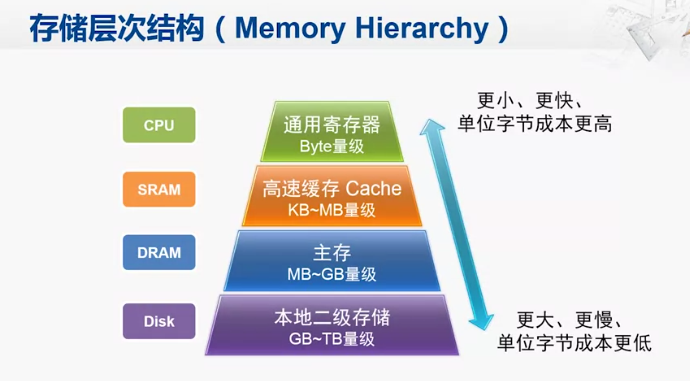 存储层次结构（Memory Hierarchy）
更小、更快、
单位字节成本更高
CPU
通用寄存器
Byte量级
SRAM
高速缓存 Cache
KB~MB量级
DRAM
主存
MB~GB量级
Disk
本地二级存储
GB~TB量级
更大、更慢、
单位字节成本更低